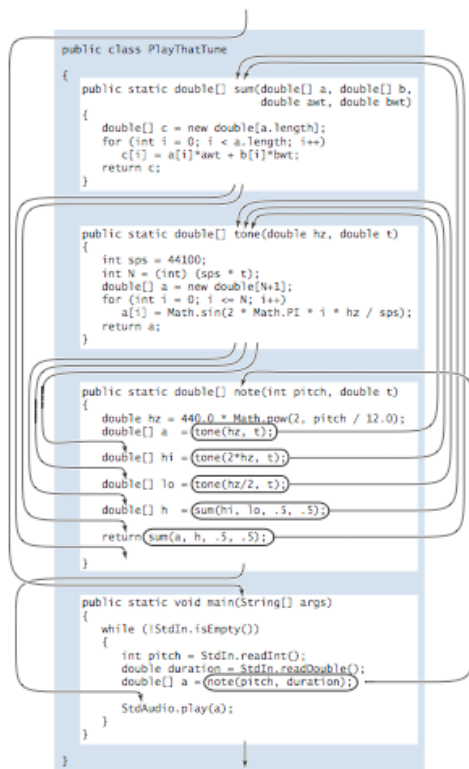 public class PlayThatTune
{
public static double[] sum(double[] a, double[] b,
double awt, double bwt)
{
double[] c = new double[a.length];
for (int i = 0; i < a.length; i++)
c[i] = a[i]*awt + b[i]*bwt;
return c;
}
public static double[] tone(double hz, double t)
{
int sps = 44100;
int N = (int) (sps * t);
double[] a = new double[N+1];
for (int i = 0; i <= N; i++)
a[i] = Math.sin(2 * Math.PI * i * hz / sps);
return a;
}
public static double[] note(int pitch, double t)
{
double hz = 440.0 * Math.pow(2, pitch / 12.0);
double[] a = tone(hz, t);
double[] hi = tone(2*hz, t);
double[] lo = tone(hz/2, t);
double[] h = sum(hi, lo, .5, .5);
return sum(a, h, .5, .5);
}
public static void main(String[] args)
{
while (!StdIn.isEmpty())
{
int pitch = StdIn.readInt();
double duration = StdIn.readDouble();
double[] a = note(pitch, duration);
StdAudio.play(a);
}
}
}